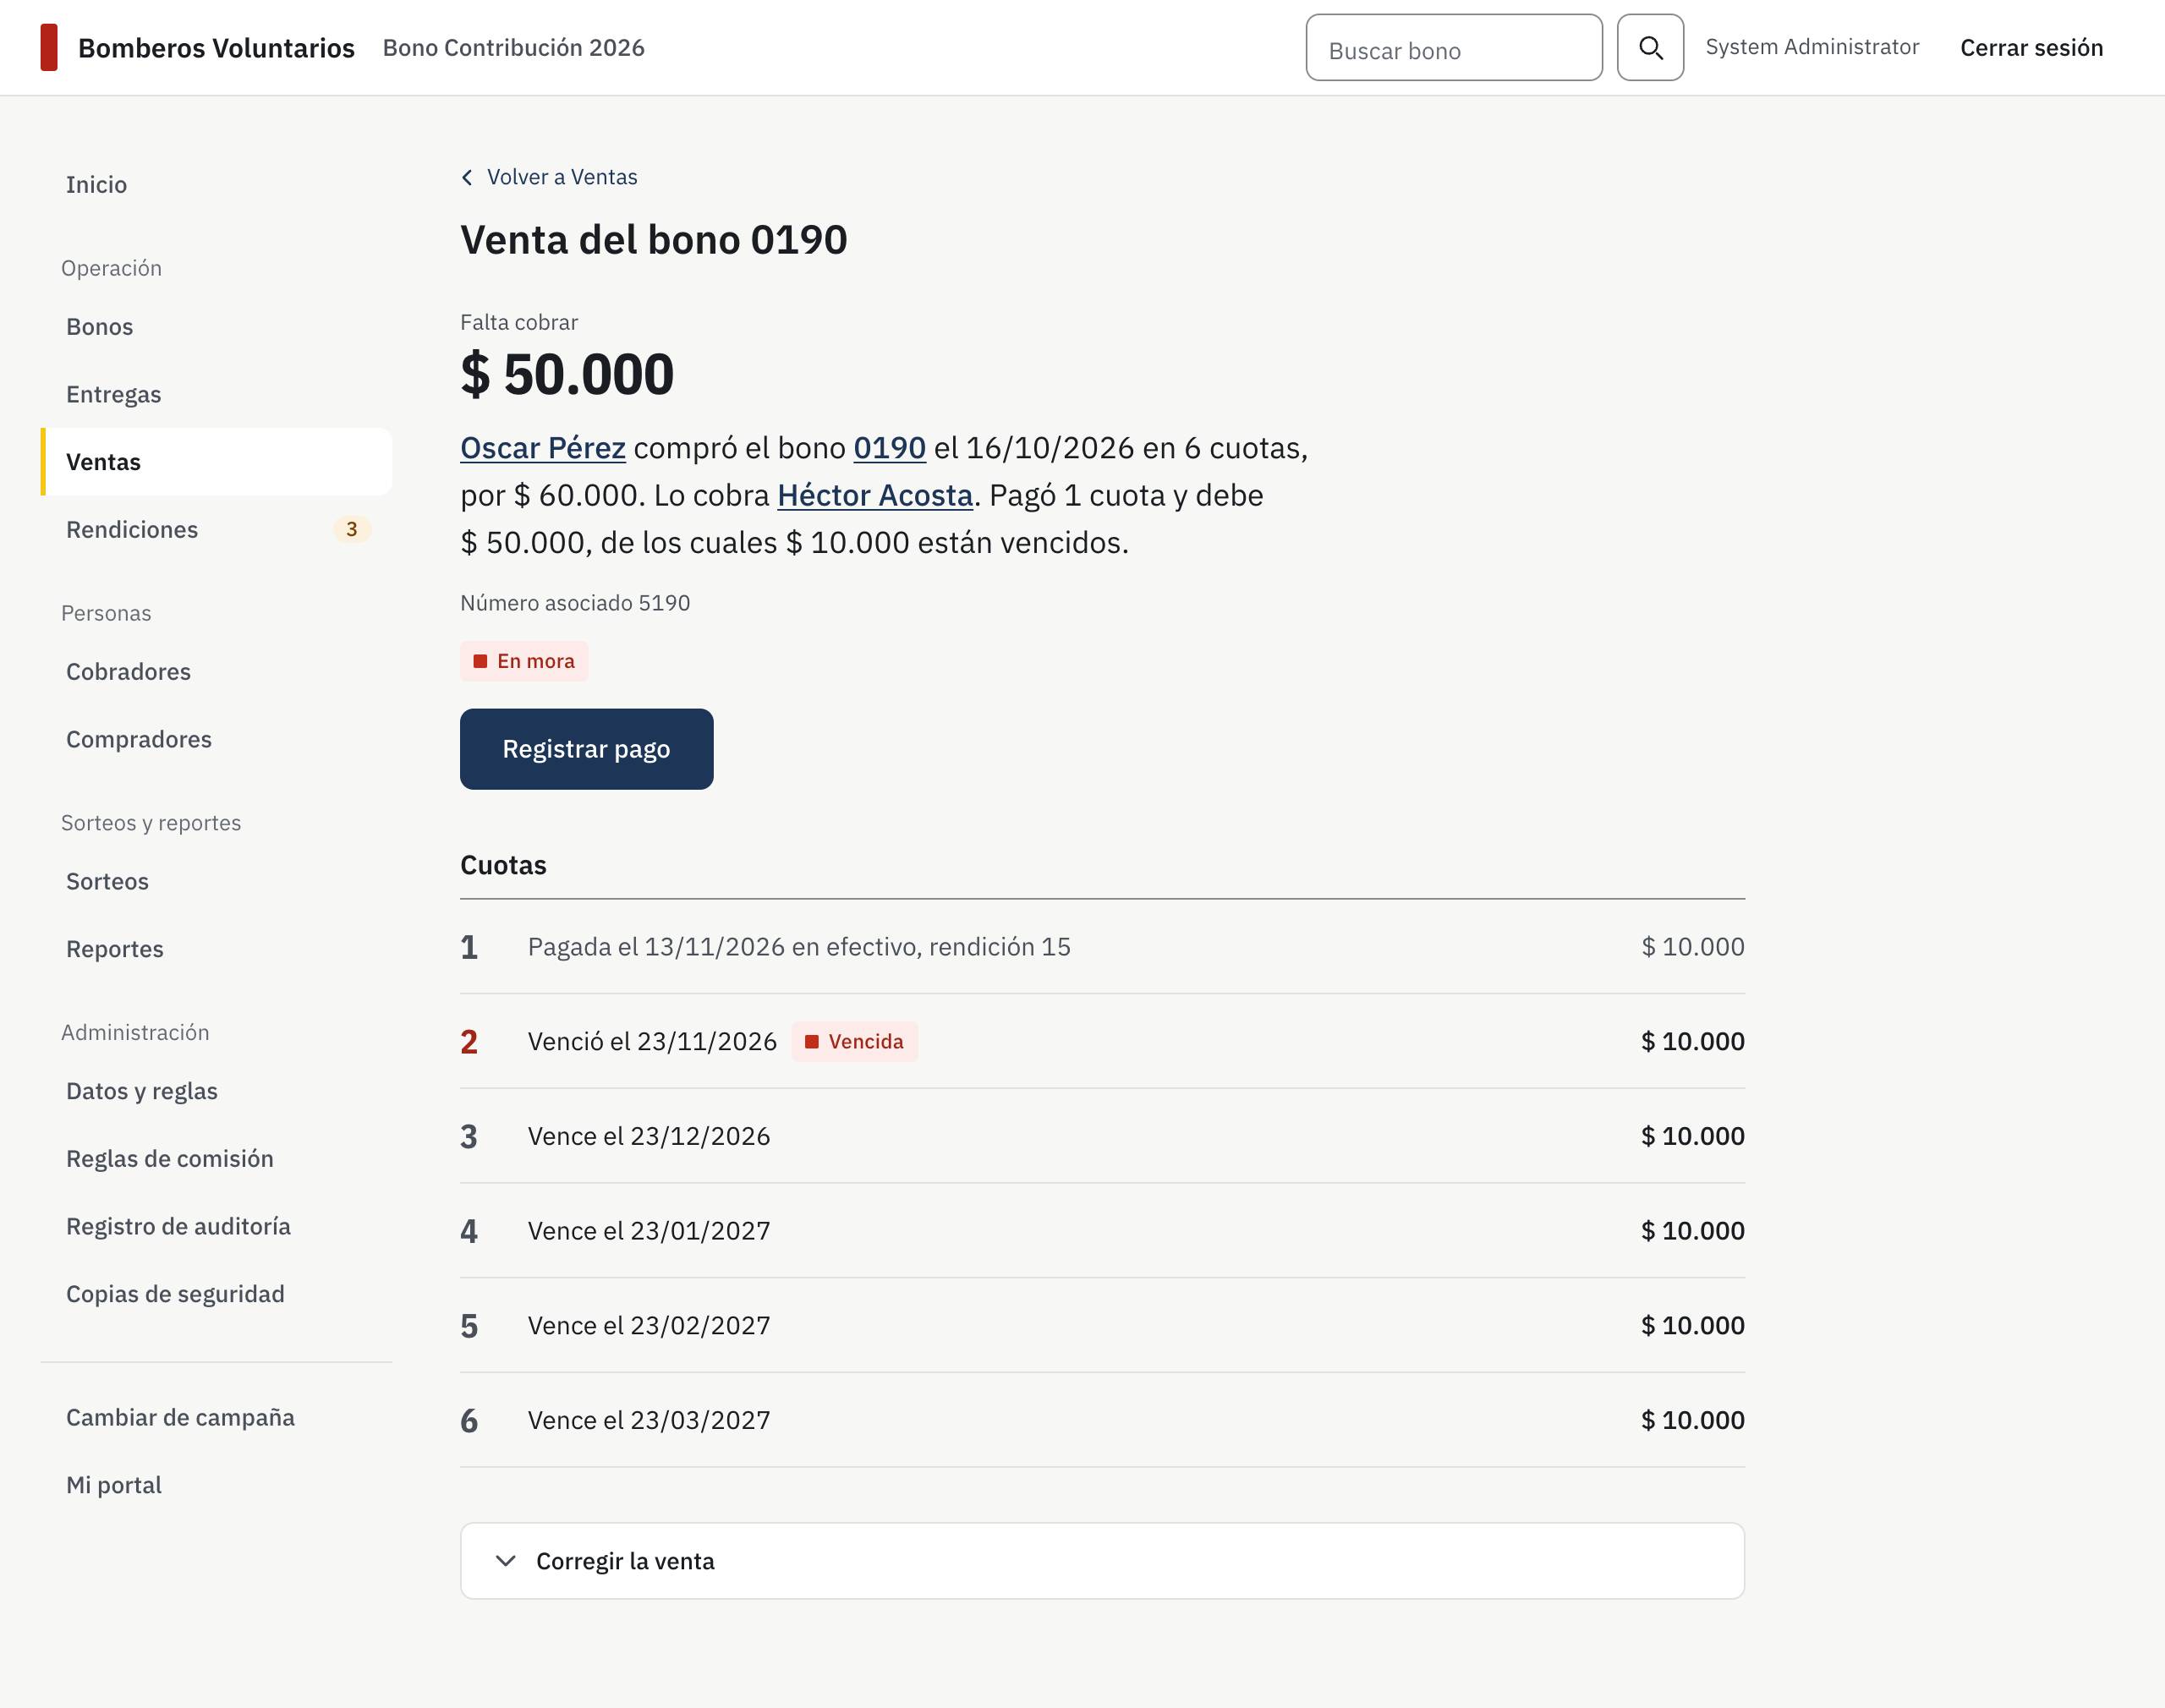 Bomberos Voluntarios
Bono Contribución 2026
Buscar bono
System Administrator
Cerrar sesión
Inicio
Operación
Bonos
Entregas
Ventas
Rendiciones 3
Personas
Cobradores
Compradores
Sorteos y reportes
Sorteos
Reportes
Administración
Datos y reglas
Reglas de comisión
Registro de auditoría
Copias de seguridad
Cambiar de campaña
Mi portal
Volver a Ventas
Venta del bono 0190
Falta cobrar
$ 50.000
Oscar Pérez compró el bono 0190 el 16/10/2026 en 6 cuotas,
por $ 60.000. Lo cobra Héctor Acosta. Pagó 1 cuota y debe
$ 50.000, de los cuales $ 10.000 están vencidos.
Número asociado 5190
En mora
Registrar pago
Cuotas
1 Pagada el 13/11/2026 en efectivo, rendición 15 $ 10.000
2 Venció el 23/11/2026 Vencida $ 10.000
3 Vence el 23/12/2026 $ 10.000
4 Vence el 23/01/2027 $ 10.000
5 Vence el 23/02/2027 $ 10.000
6 Vence el 23/03/2027 $ 10.000
Corregir la venta